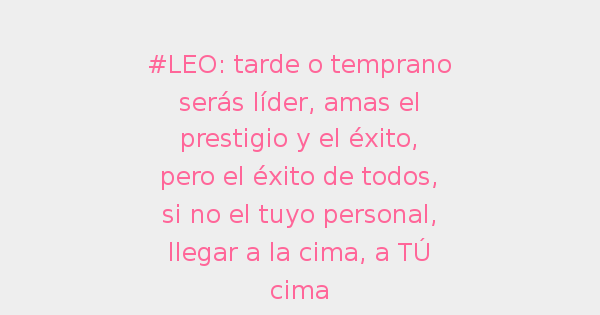 #LEO: tarde o temprano
serás líder, amas el
prestigio y el éxito,
pero el éxito de todos,
si no el tuyo personal,
llegar a la cima, a TÚ
cima